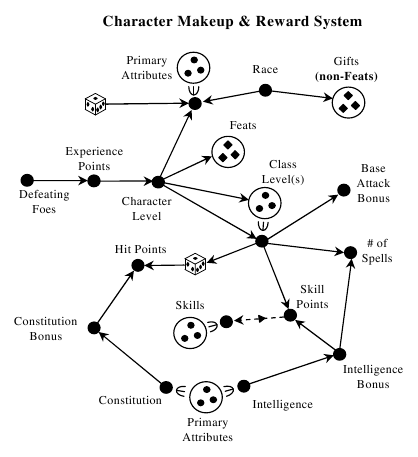 Character Makeup & Reward System
Primary
Attributes
Race
Gifts
(non-Feats)
Feats
Experience
Points
Class
Level(s)
Base
Attack
Bonus
Defeating
Foes
Character
Level
Hit Points
# of
Spells
Skills
Skill
Points
Constitution
Bonus
Intelligence
Bonus
Constitution
Intelligence
Primary
Attributes